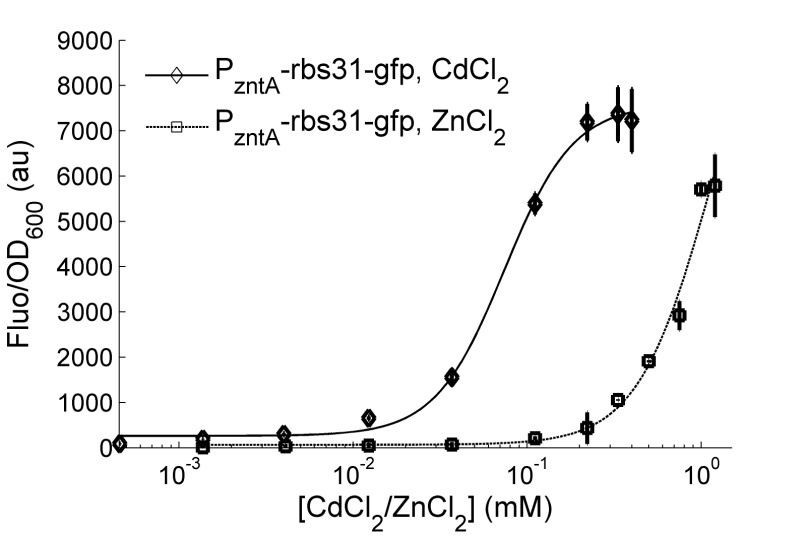 9000
8000
7000
6000
5000
4000
3000
2000
1000
0
Fluo/OD600 (au)
PzntA-rbs31-gfp, CdCl2
PzntA-rbs31-gfp, ZnCl2
10-3 10-2 10-1 100
[CdCl2/ZnCl2] (mM)